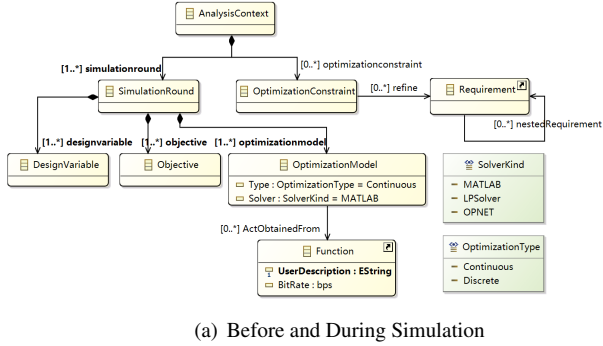 AnalysisContext
[1..*] simulationround
[0..*] optimizationconstraint
SimulationRound
OptimizationConstraint
[0..*] refine
Requirement
[0..*] nestedRequirement
[1..*] designvariable
[1..*] objective
[1..*] optimizationmodel
DesignVariable
Objective
OptimizationModel
Type : OptimizationType = Continuous
Solver : SolverKind = MATLAB
SolverKind
MATLAB
LPSolver
OPNET
[0..*] ActObtainedFrom
Function
UserDescription : EString
BitRate : bps
OptimizationType
Continuous
Discrete
(a) Before and During Simulation